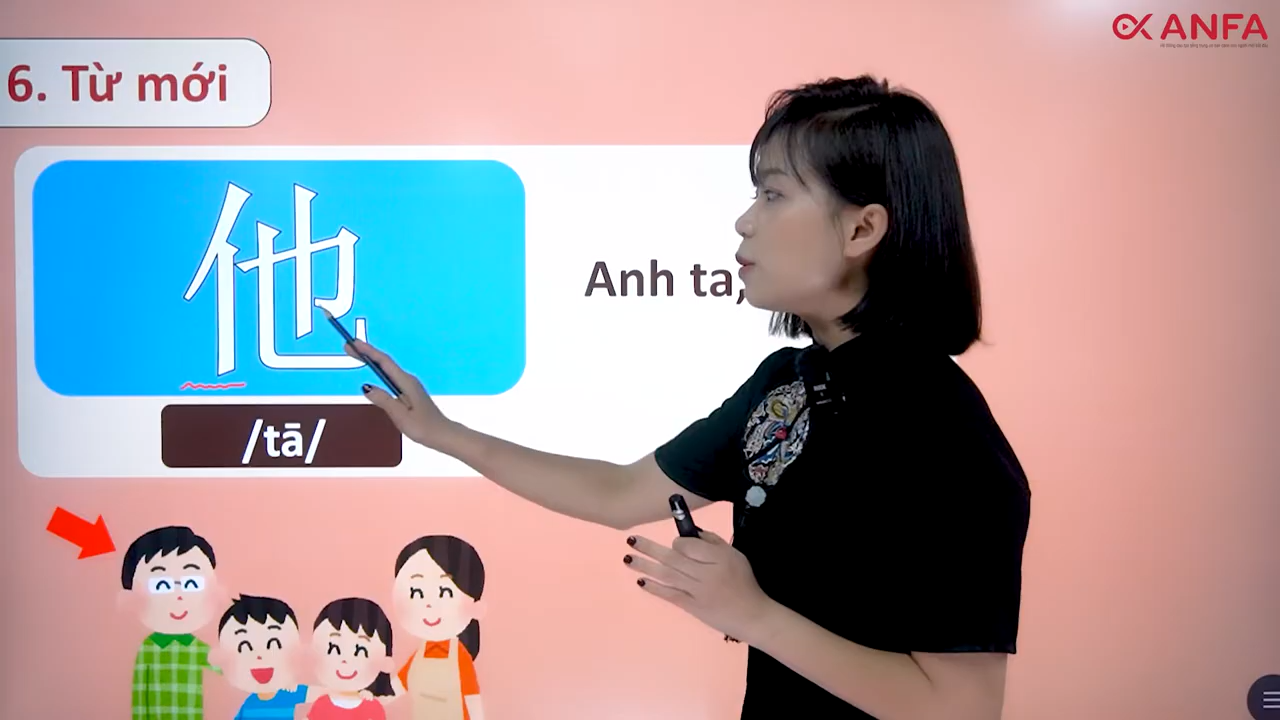 ANFA
6. Từ mới
他
Anh ta,
/tā/